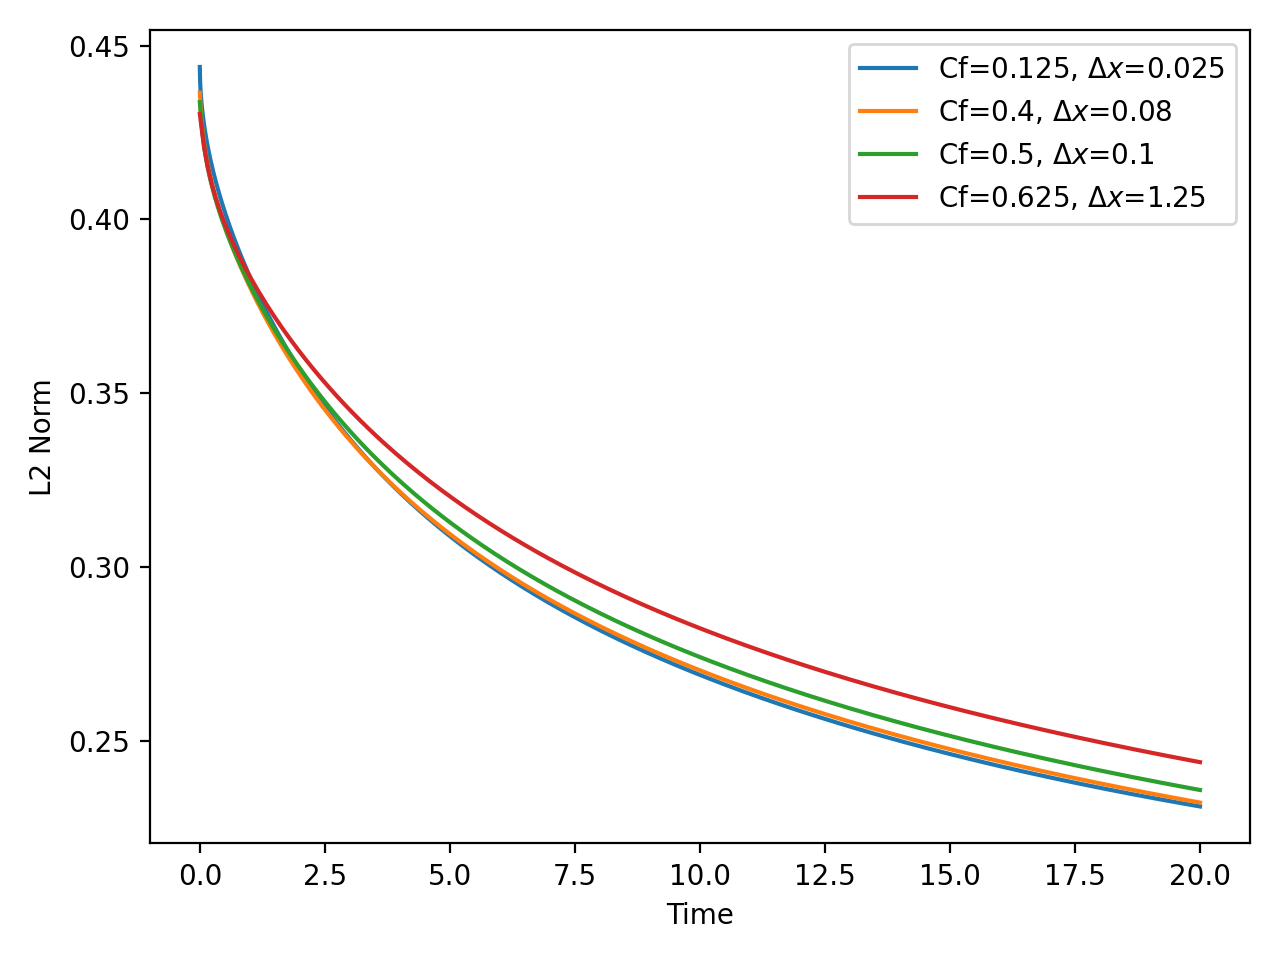 0.45
0.40
0.35
0.30
0.25
L2 Norm
Cf=0.125, Δx=0.025
Cf=0.4, Δx=0.08
Cf=0.5, Δx=0.1
Cf=0.625, Δx=1.25
0.0 2.5 5.0 7.5 10.0 12.5 15.0 17.5 20.0
Time